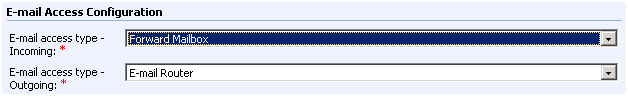 E-mail Access Configuration
E-mail access type - Incoming: *
Forward Mailbox
E-mail access type - Outgoing: *
E-mail Router